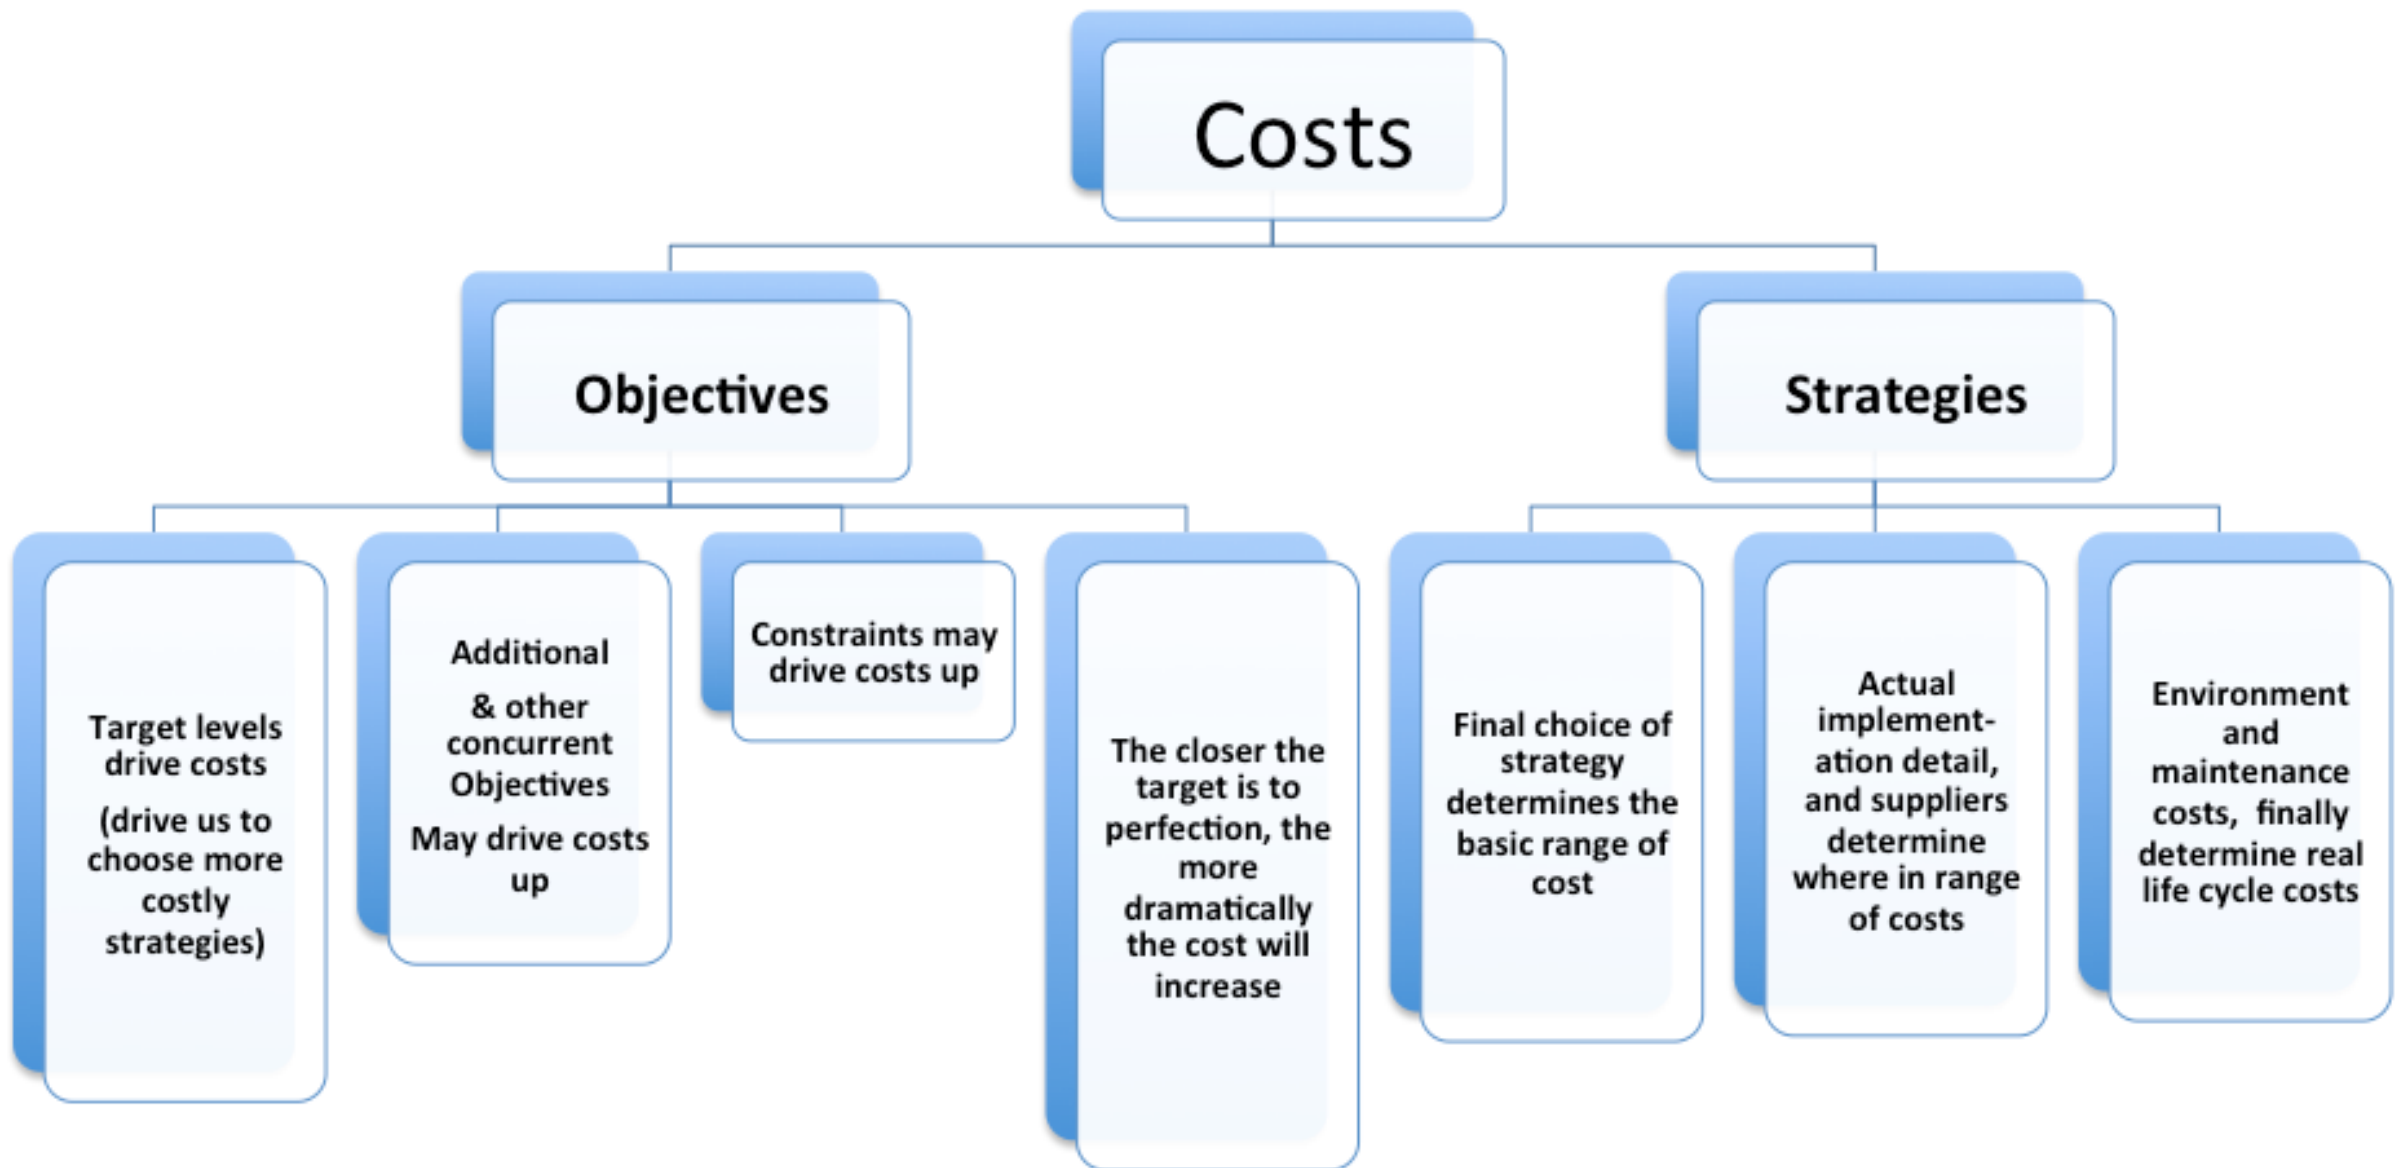 Costs
Objectives
Strategies
Target levels
drive costs
(drive us to
choose more
costly
strategies)
Additional
& other
concurrent
Objectives
May drive costs
up
Constraints may
drive costs up
The closer the
target is to
perfection, the
more
dramatically
the cost will
increase
Final choice of
strategy
determines the
basic range of
cost
Actual
implement-
ation detail,
and suppliers
determine
where in range
of costs
Environment
and
maintenance
costs,  finally
determine real
life cycle costs